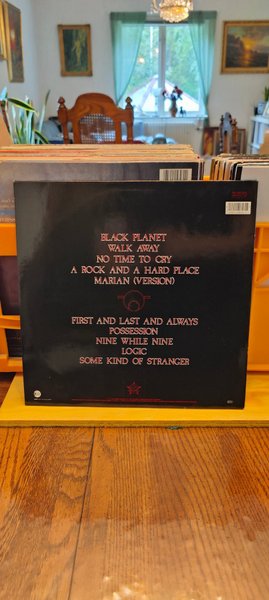 BLACK PLANET
WALK AWAY
NO TIME TO CRY
A ROCK AND A HARD PLACE
MARIAN (VERSION)
FIRST AND LAST AND ALWAYS
POSSESSION
NINE WHILE NINE
LOGIC
SOME KIND OF STRANGER